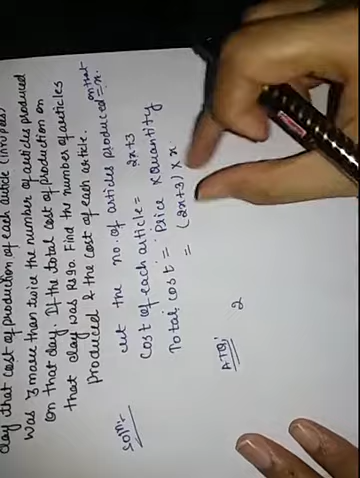 day that cost of production of each article (in rupees)
was 3 more than twice the number of articles produced
on that day. If the total cost of production on
that day was Rs 90. Find the number of articles
produced & the cost of each article.
Solⁿ:- Let the no. of articles produced on that = x.
Cost of each article = 2x+3
Total cost = Price × Quantity
= (2x+3) × x
ATQ,
2